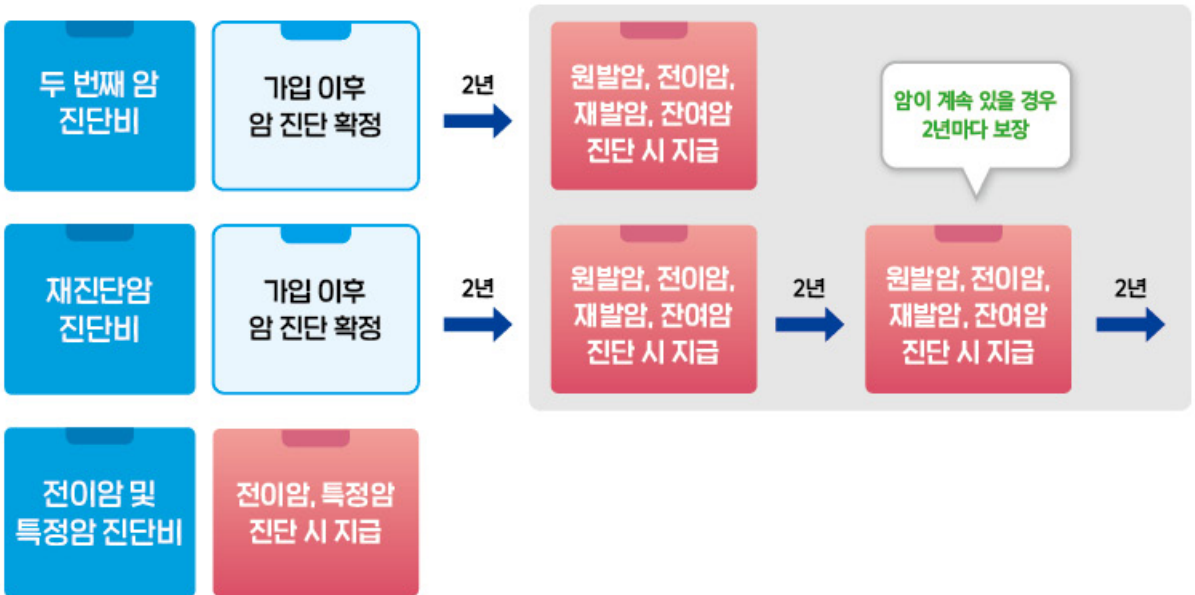 두 번째 암
진단비
가입 이후
암 진단 확정
2년
원발암, 전이암,
재발암, 잔여암
진단 시 지급
암이 계속 있을 경우
2년마다 보장
재진단암
진단비
가입 이후
암 진단 확정
2년
원발암, 전이암,
재발암, 잔여암
진단 시 지급
2년
원발암, 전이암,
재발암, 잔여암
진단 시 지급
2년
전이암 및
특정암 진단비
전이암, 특정암
진단 시 지급